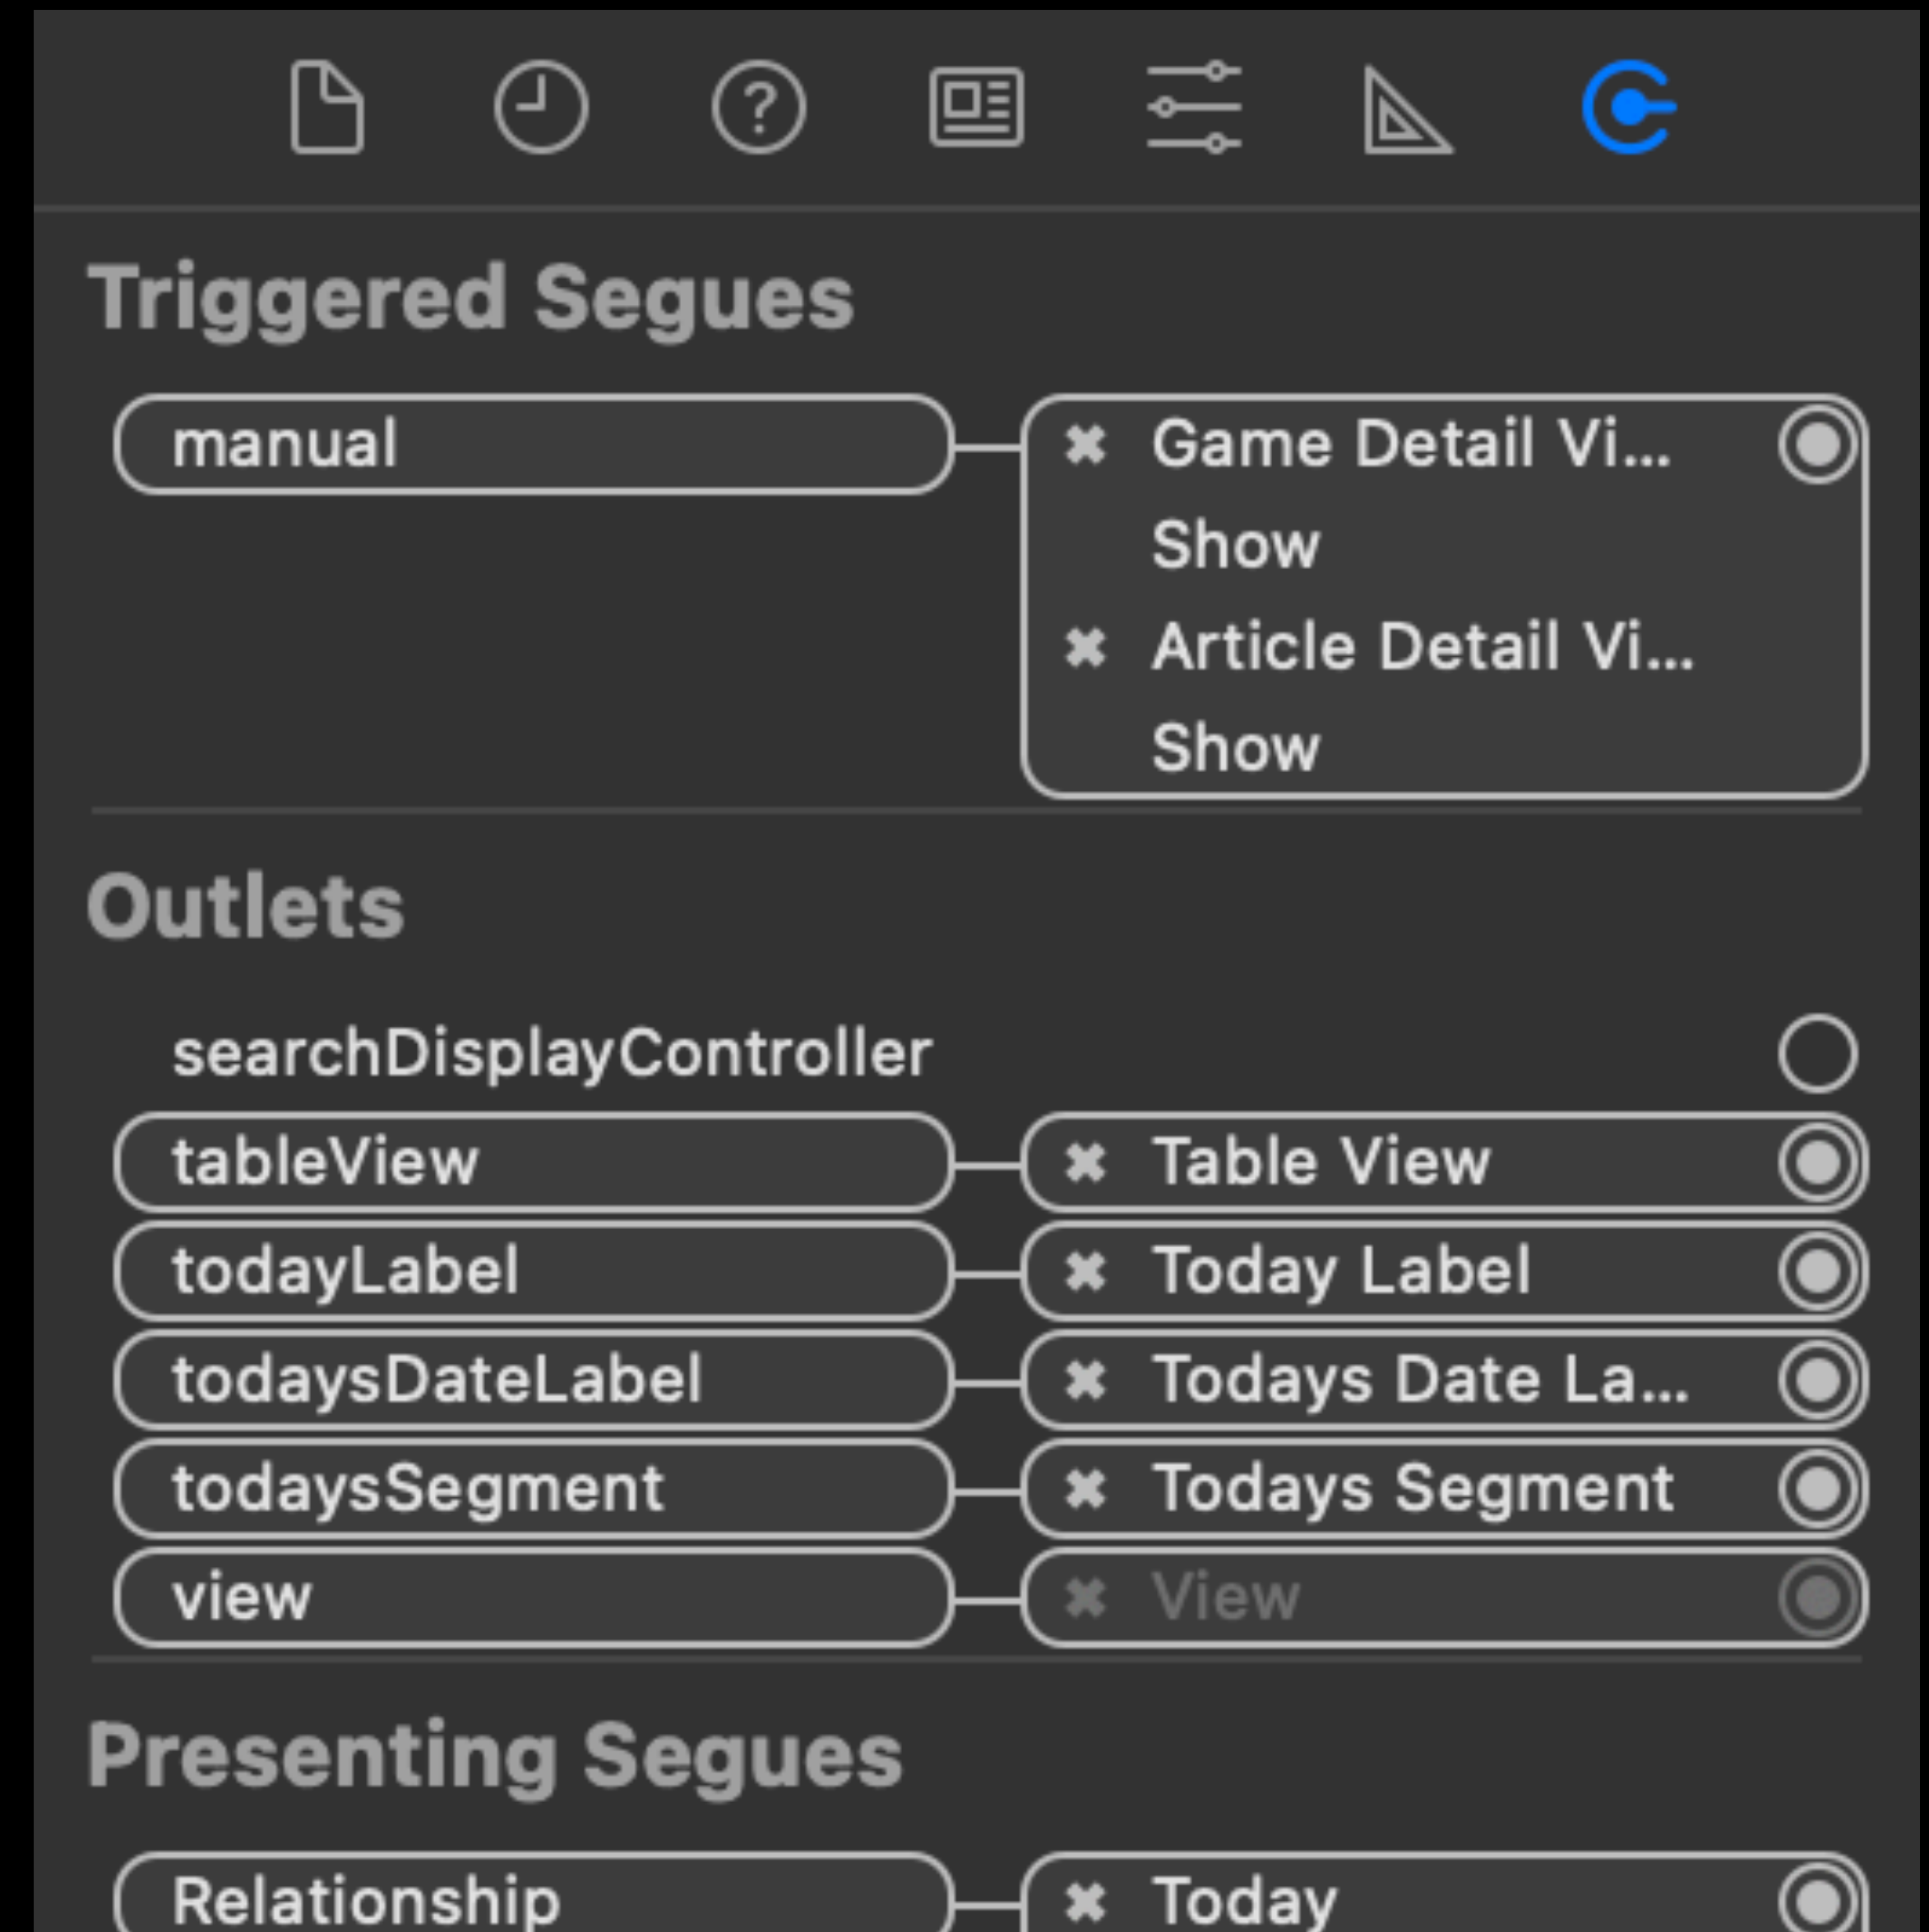 Triggered Segues
manual
Game Detail Vi...
Show
Article Detail Vi...
Show
Outlets
searchDisplayController
tableView
Table View
todayLabel
Today Label
todaysDateLabel
Todays Date La...
todaysSegment
Todays Segment
view
View
Presenting Segues
Relationship
Today